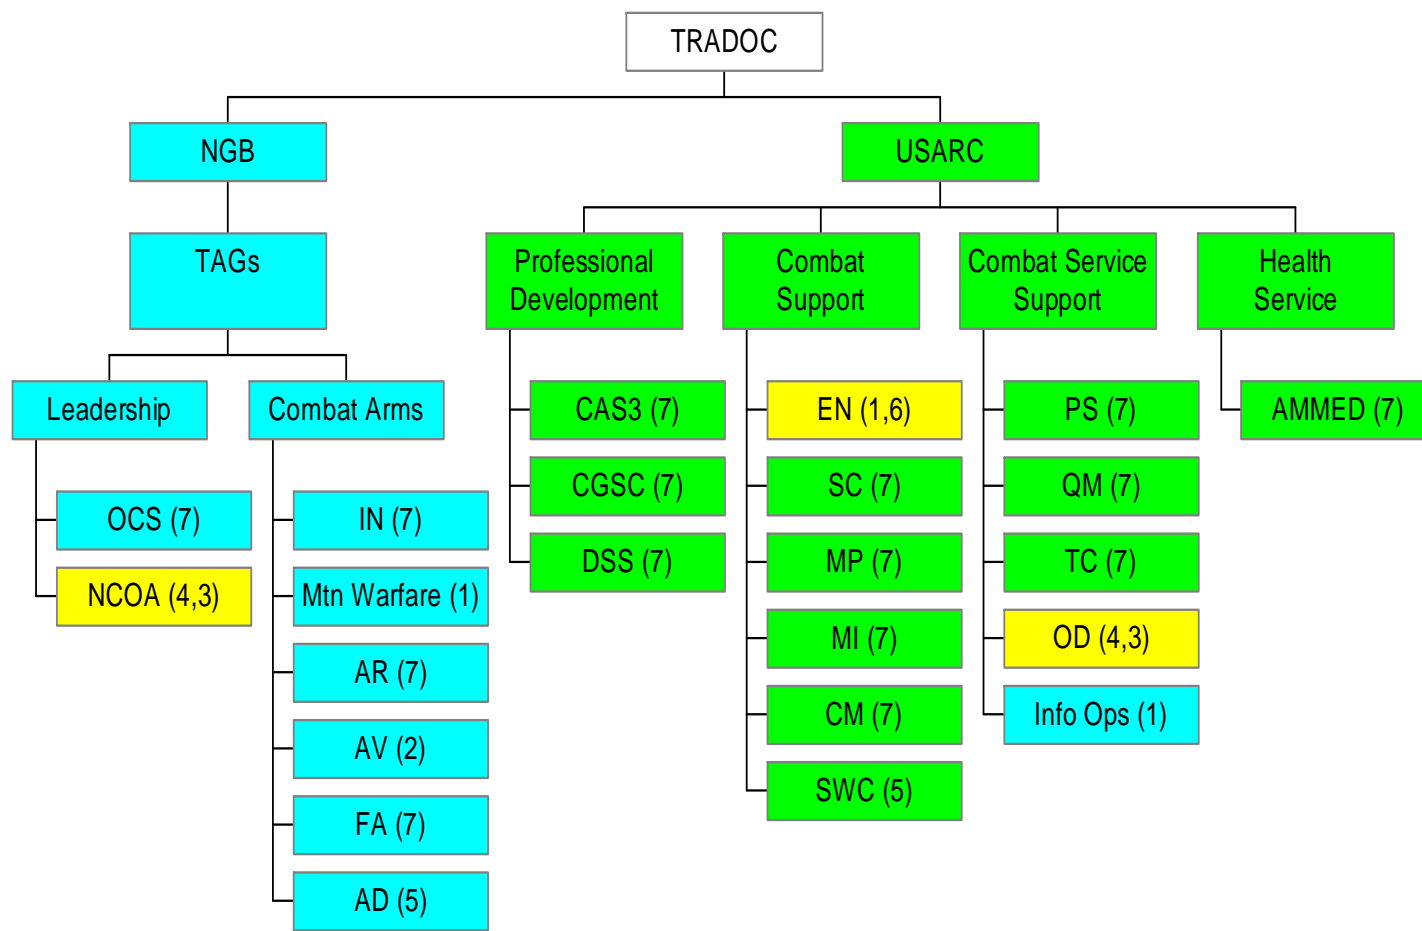 TRADOC
NGB
USARC
TAGs
Professional
Development
Combat
Support
Combat Service
Support
Health
Service
Leadership
Combat Arms
CAS3 (7)
EN (1,6)
PS (7)
AMMED (7)
CGSC (7)
SC (7)
QM (7)
OCS (7)
IN (7)
DSS (7)
MP (7)
TC (7)
NCOA (4,3)
Mtn Warfare (1)
MI (7)
OD (4,3)
AR (7)
CM (7)
Info Ops (1)
AV (2)
SWC (5)
FA (7)
AD (5)